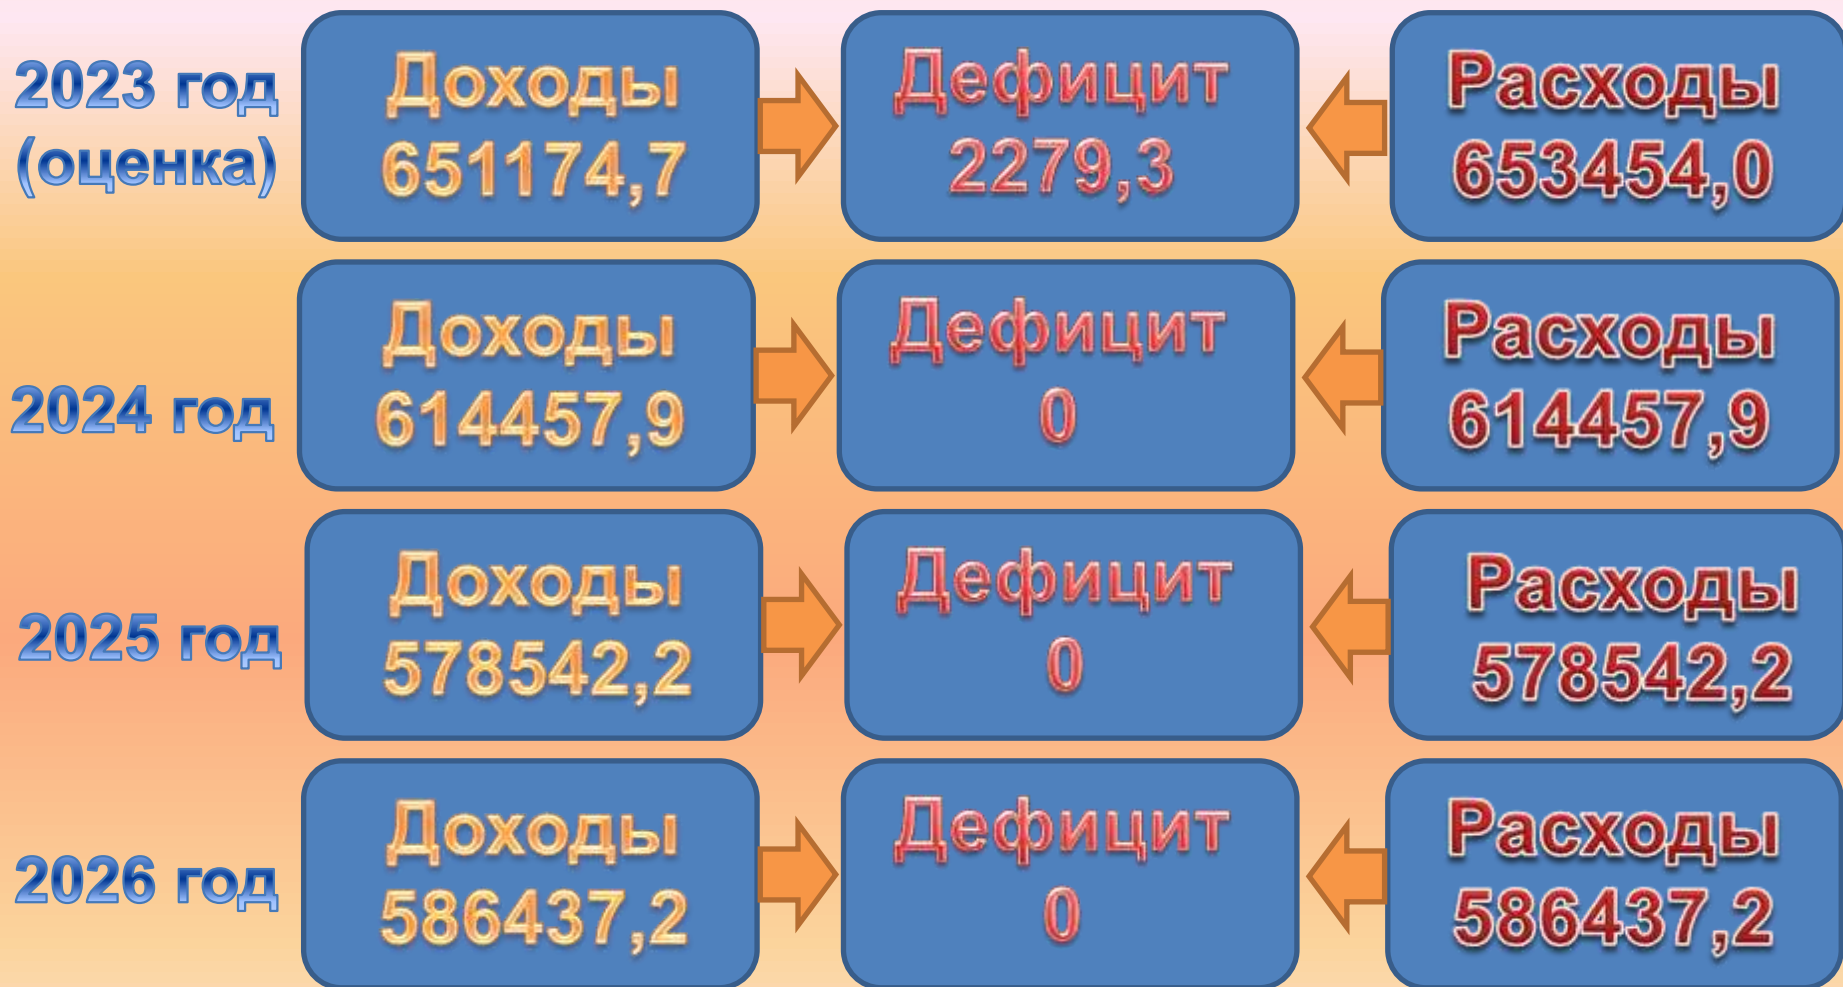 2023 год
(оценка)
Доходы
651174,7
Дефицит
2279,3
Расходы
653454,0
2024 год
Доходы
614457,9
Дефицит
0
Расходы
614457,9
2025 год
Доходы
578542,2
Дефицит
0
Расходы
578542,2
2026 год
Доходы
586437,2
Дефицит
0
Расходы
586437,2